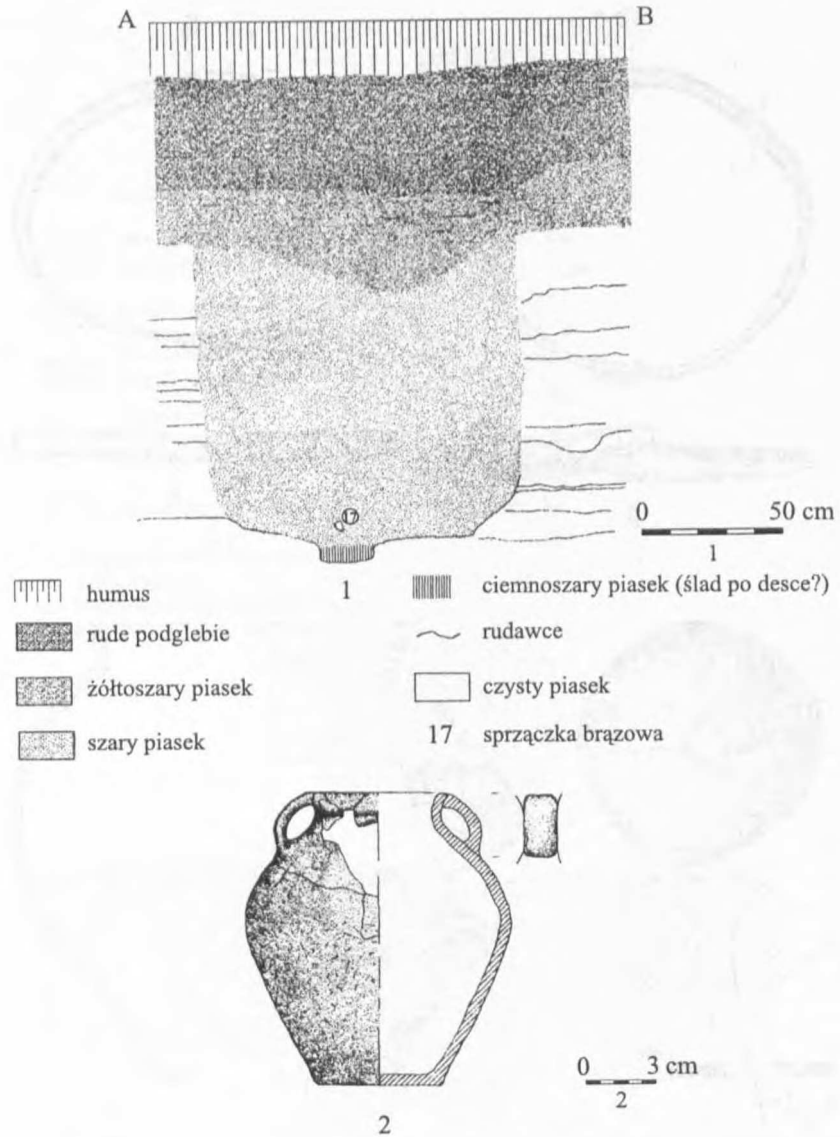 A B
17
0 50 cm
1
humus
1
ciemnoszary piasek (ślad po desce?)
rude podglebie
rudawce
żółtoszary piasek
czysty piasek
szary piasek
17 sprzączka brązowa
0 3 cm
2
2